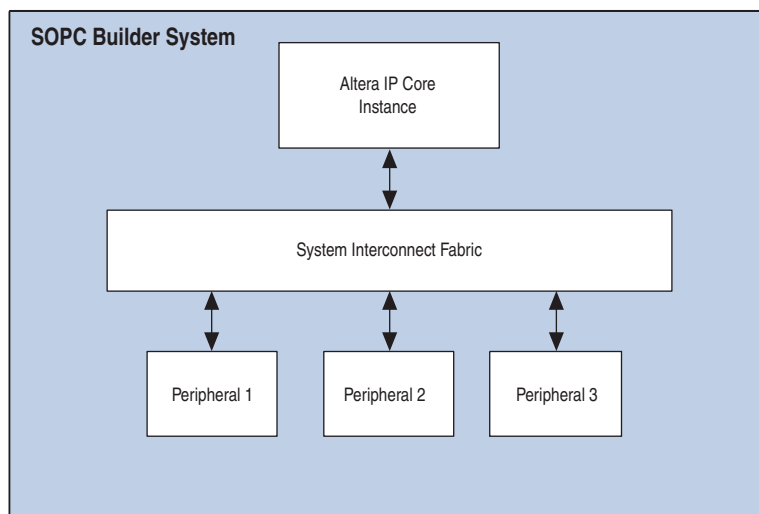 SOPC Builder System
Altera IP Core
Instance
System Interconnect Fabric
Peripheral 1
Peripheral 2
Peripheral 3